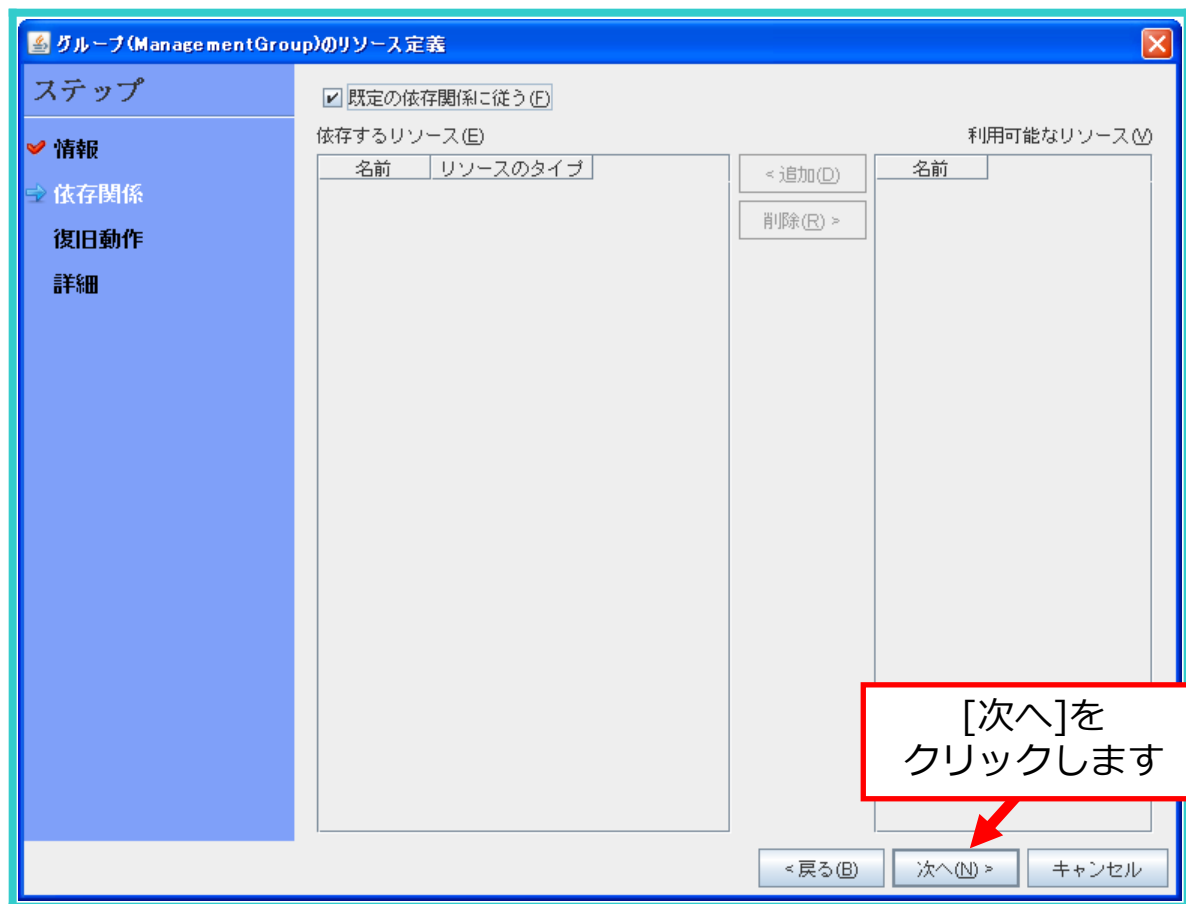 グループ(ManagementGroup)のリソース定義
ステップ
情報
依存関係
復旧動作
詳細
既定の依存関係に従う(F)
依存するリソース(E)
利用可能なリソース(V)
名前 リソースのタイプ
< 追加(D)
削除(R) >
名前
[次へ]を
クリックします
< 戻る(B) 次へ(N) > キャンセル